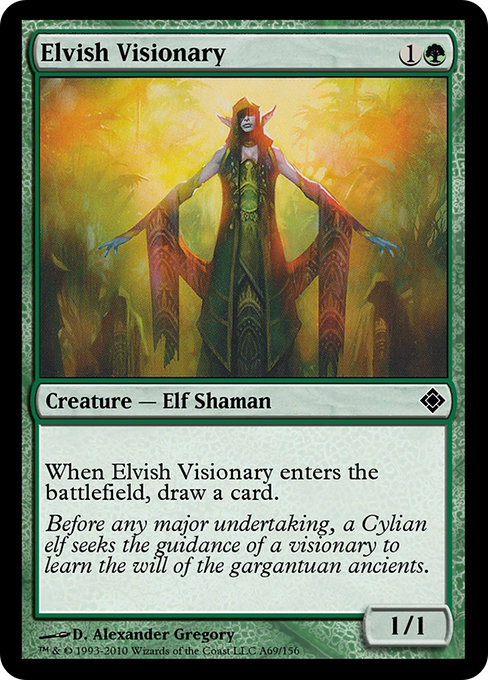 Elvish Visionary 1
Creature — Elf Shaman
When Elvish Visionary enters the
battlefield, draw a card.
Before any major undertaking, a Cylian
elf seeks the guidance of a visionary to
learn the will of the gargantuan ancients.
1/1
D. Alexander Gregory
™ & © 1993-2010 Wizards of the Coast LLC A69/156